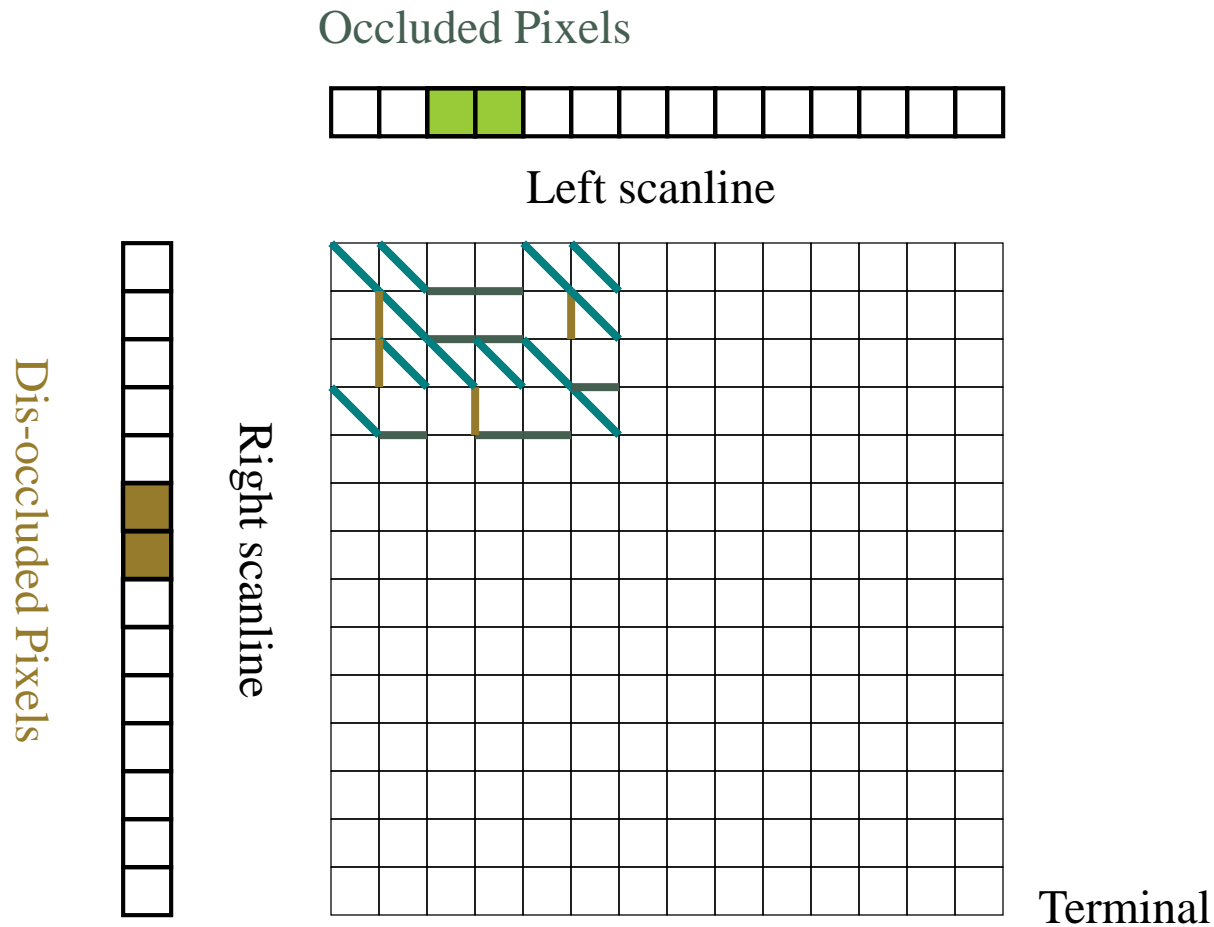 Occluded Pixels
Left scanline
Dis-occluded Pixels
Right scanline
Terminal